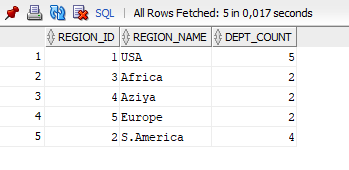 SQL | All Rows Fetched: 5 in 0,017 seconds
REGION_ID REGION_NAME DEPT_COUNT
1 1 USA 5
2 3 Africa 2
3 4 Aziya 2
4 5 Europe 2
5 2 S.America 4